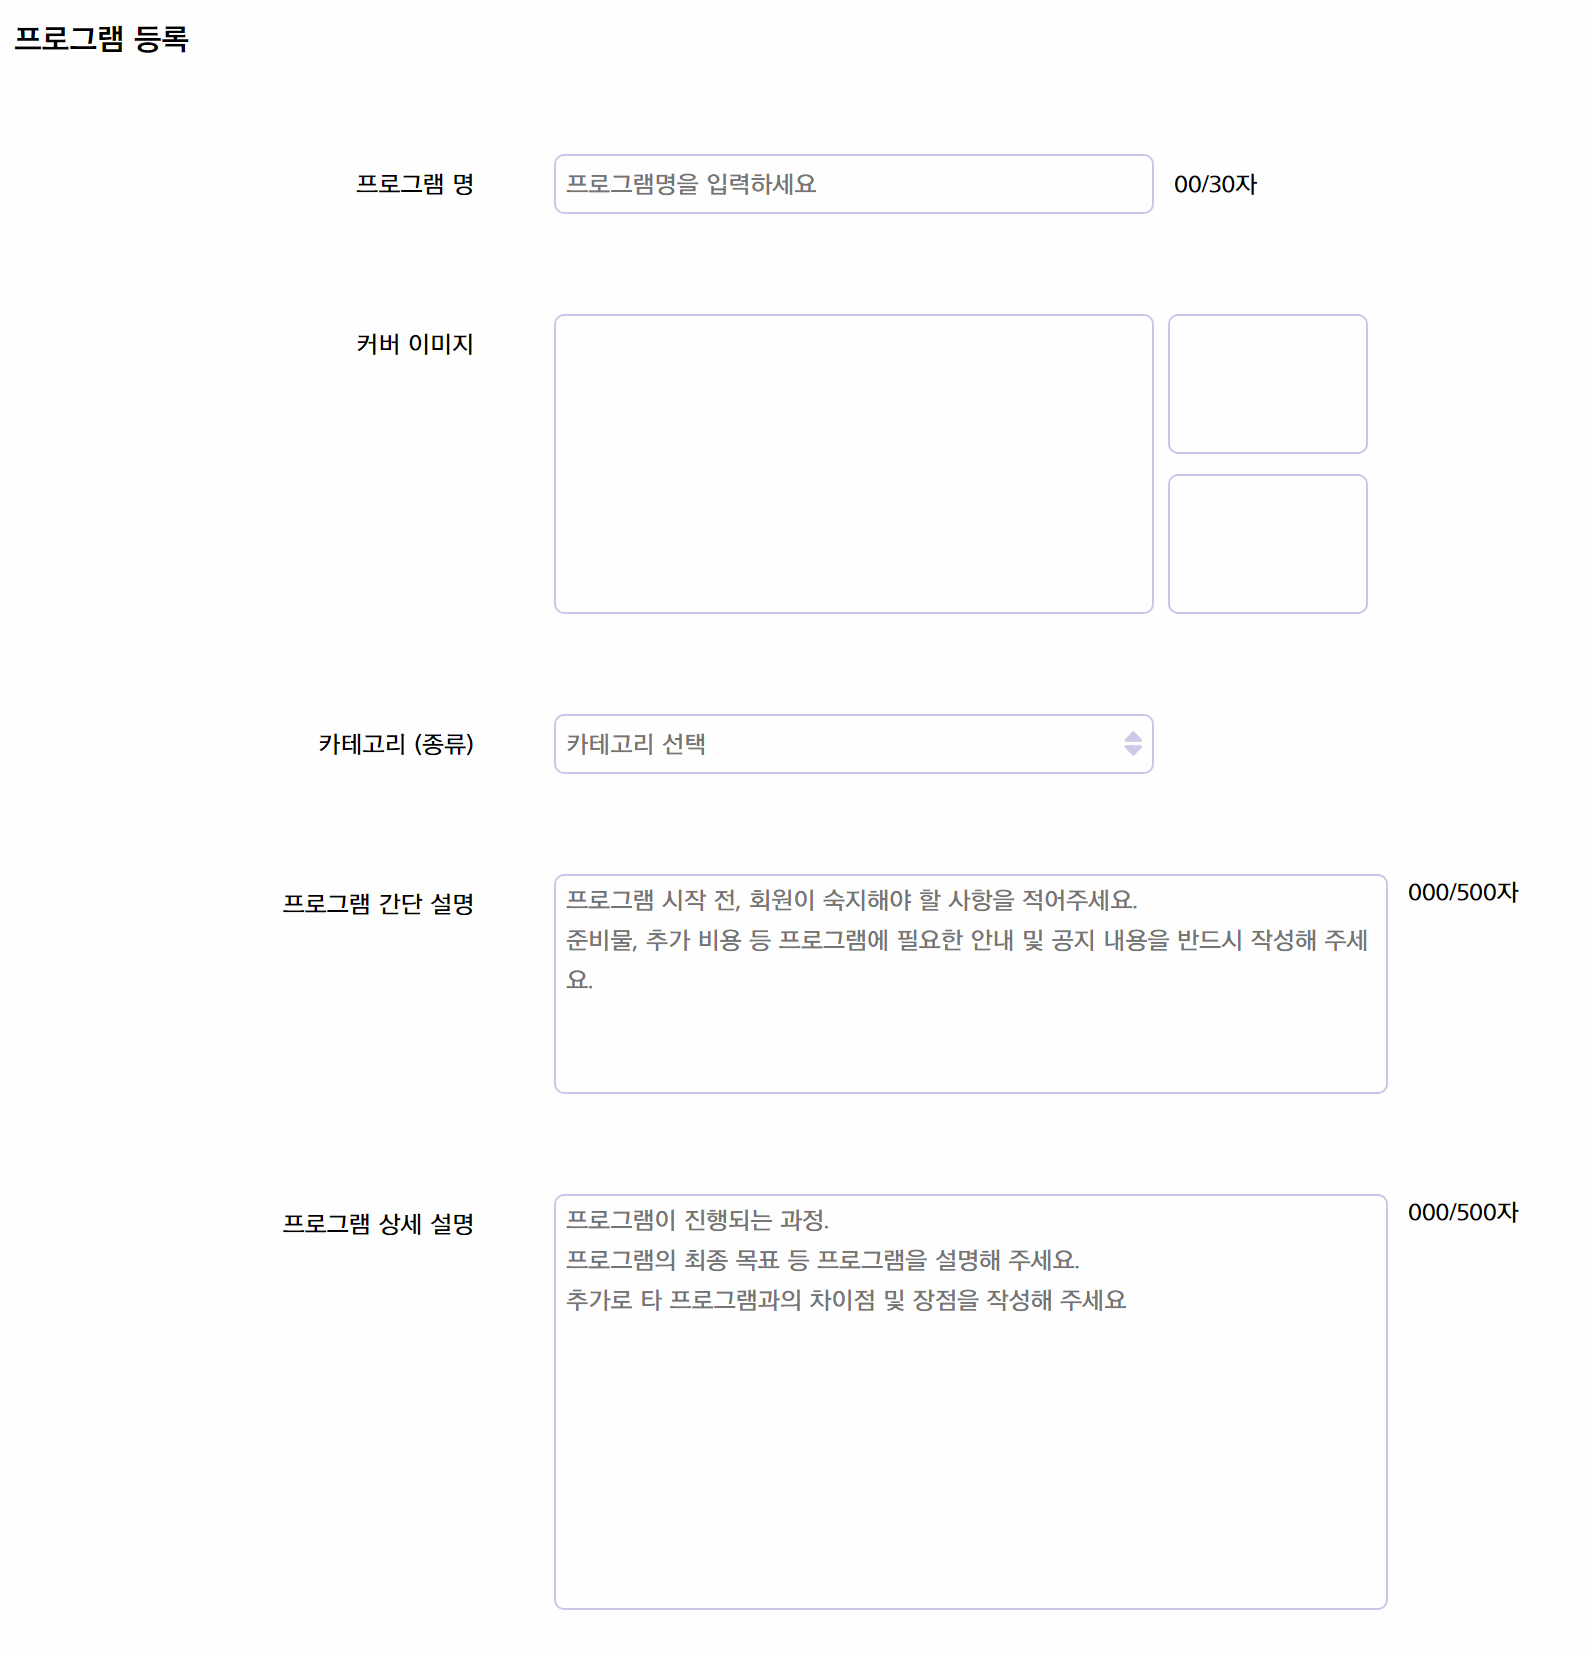 프로그램 등록
프로그램 명
프로그램명을 입력하세요
00/30자
커버 이미지
카테고리 (종류)
카테고리 선택
프로그램 간단 설명
프로그램 시작 전, 회원이 숙지해야 할 사항을 적어주세요.
준비물, 추가 비용 등 프로그램에 필요한 안내 및 공지 내용을 반드시 작성해 주세
요.
000/500자
프로그램 상세 설명
프로그램이 진행되는 과정.
프로그램의 최종 목표 등 프로그램을 설명해 주세요.
추가로 타 프로그램과의 차이점 및 장점을 작성해 주세요
000/500자